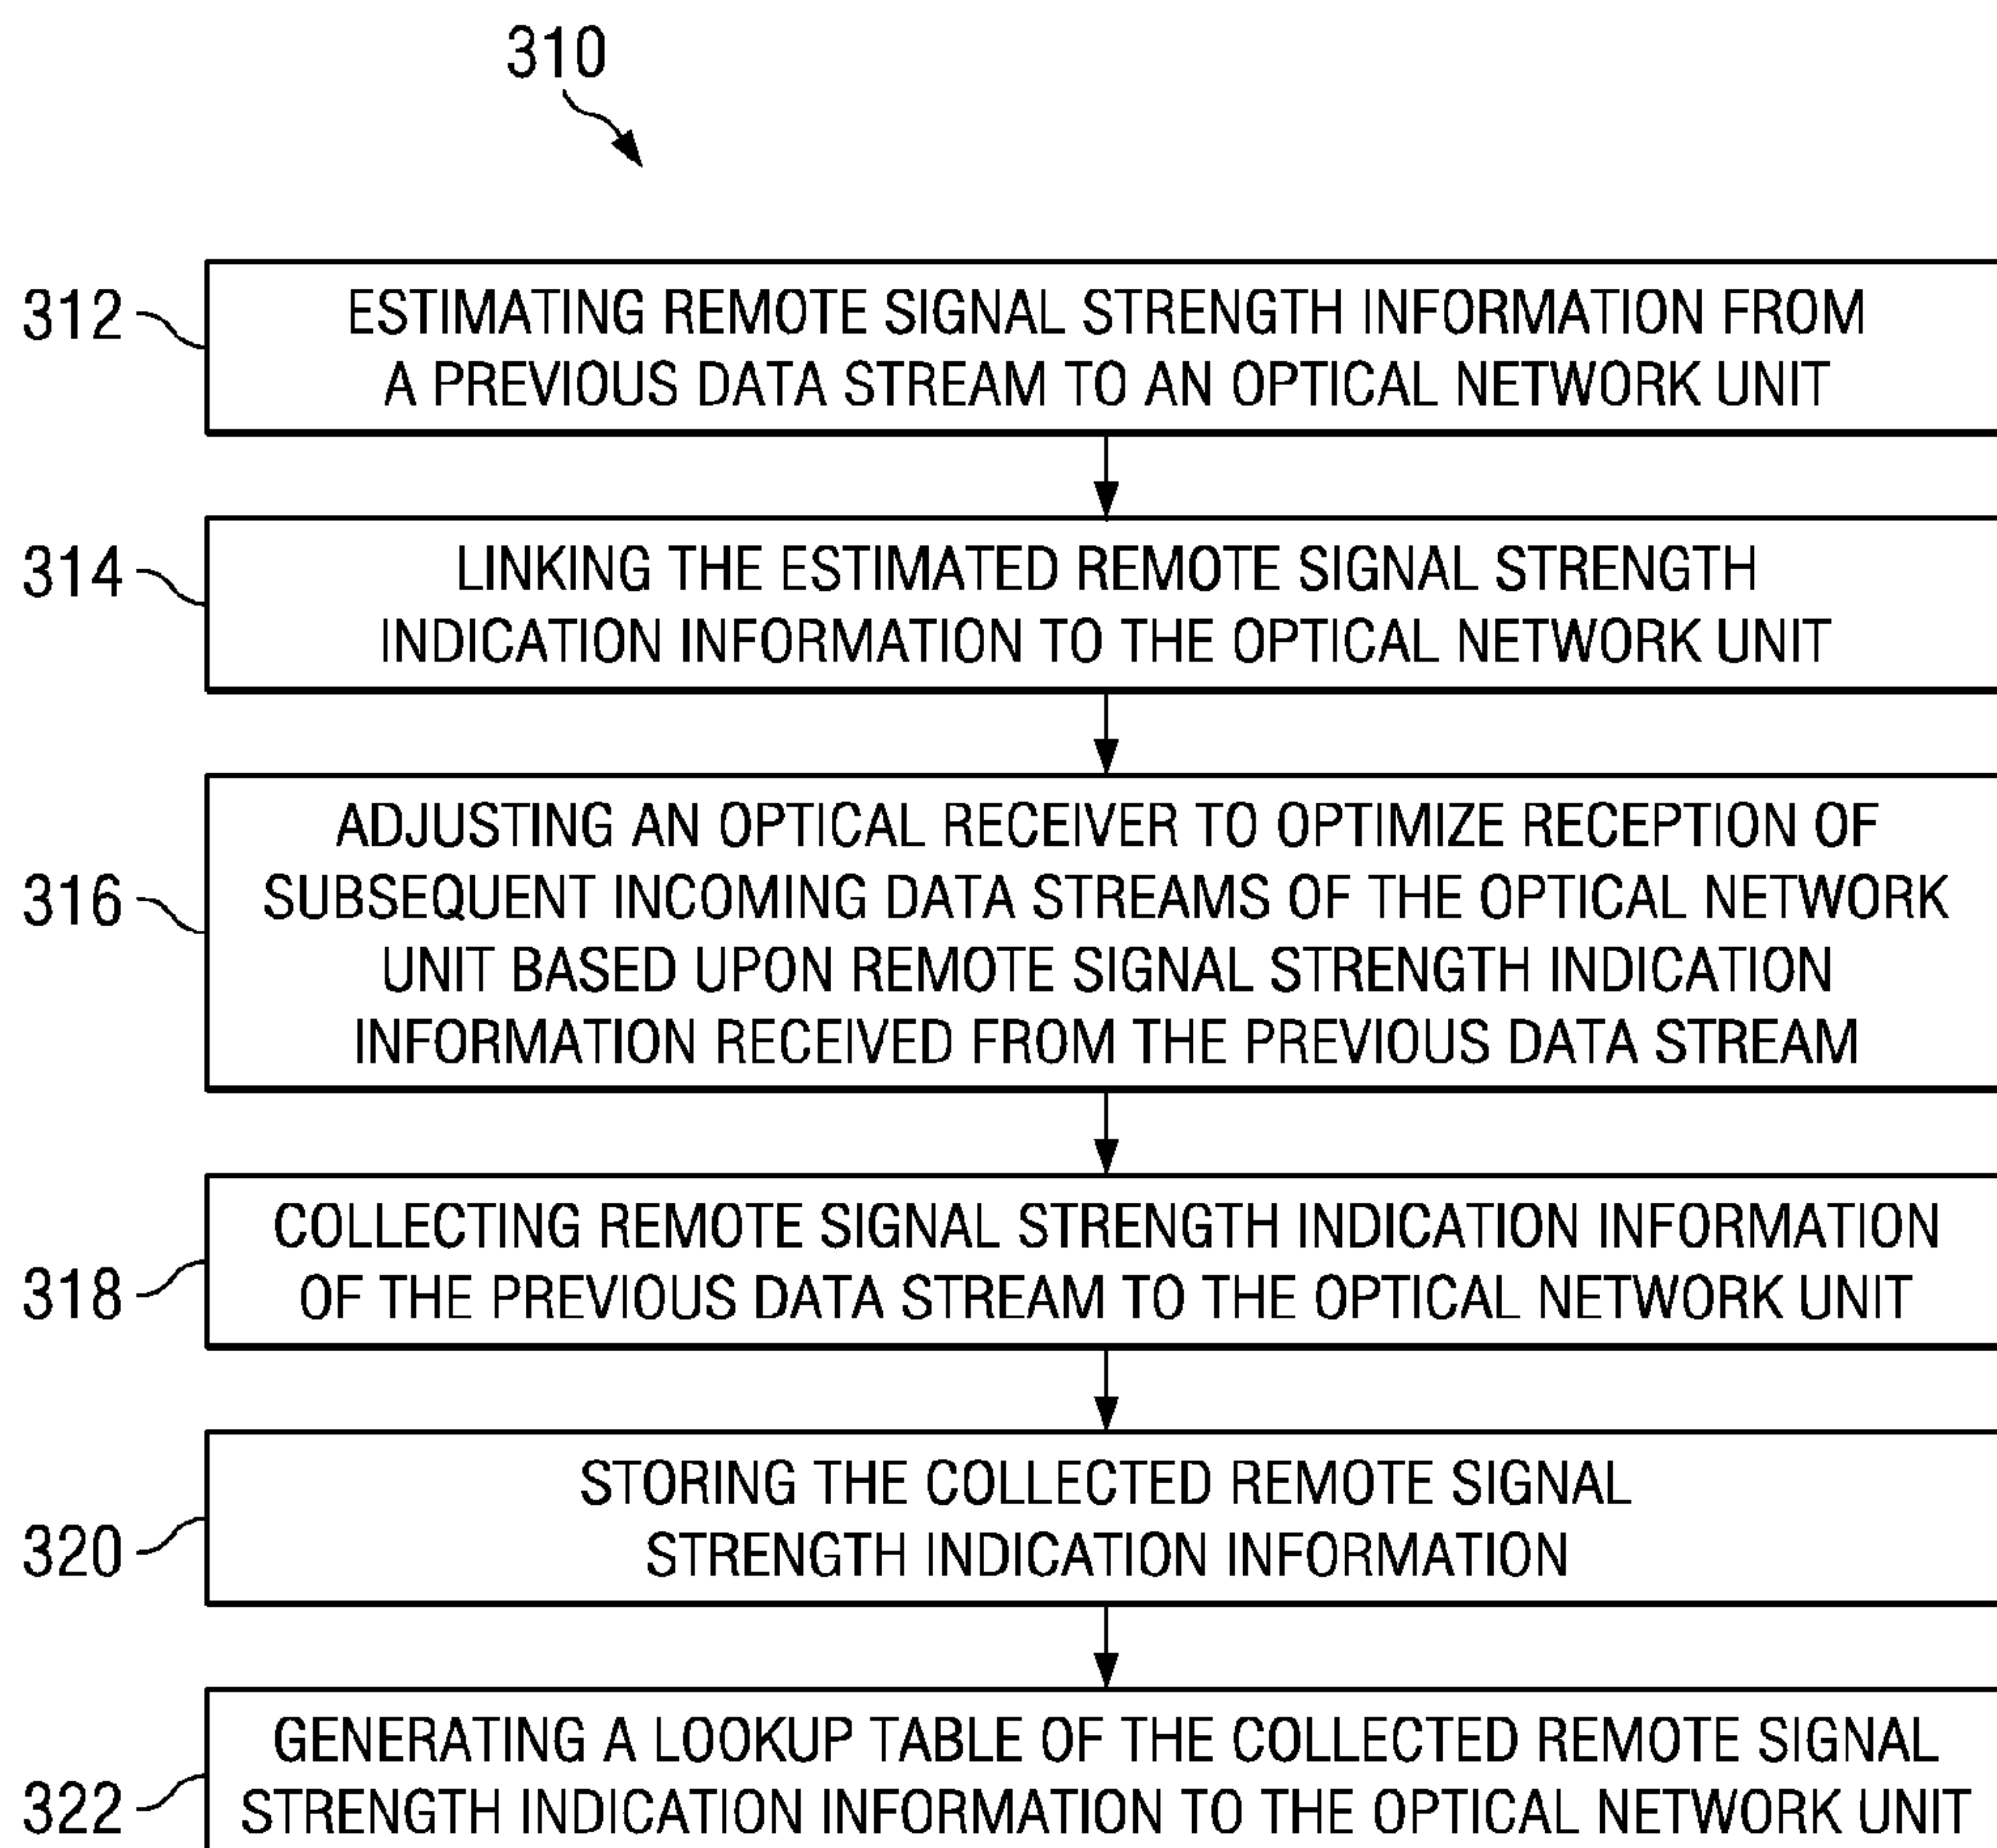 310
312
ESTIMATING REMOTE SIGNAL STRENGTH INFORMATION FROM
A PREVIOUS DATA STREAM TO AN OPTICAL NETWORK UNIT
314
LINKING THE ESTIMATED REMOTE SIGNAL STRENGTH
INDICATION INFORMATION TO THE OPTICAL NETWORK UNIT
316
ADJUSTING AN OPTICAL RECEIVER TO OPTIMIZE RECEPTION OF
SUBSEQUENT INCOMING DATA STREAMS OF THE OPTICAL NETWORK
UNIT BASED UPON REMOTE SIGNAL STRENGTH INDICATION
INFORMATION RECEIVED FROM THE PREVIOUS DATA STREAM
318
COLLECTING REMOTE SIGNAL STRENGTH INDICATION INFORMATION
OF THE PREVIOUS DATA STREAM TO THE OPTICAL NETWORK UNIT
320
STORING THE COLLECTED REMOTE SIGNAL
STRENGTH INDICATION INFORMATION
322
GENERATING A LOOKUP TABLE OF THE COLLECTED REMOTE SIGNAL
STRENGTH INDICATION INFORMATION TO THE OPTICAL NETWORK UNIT